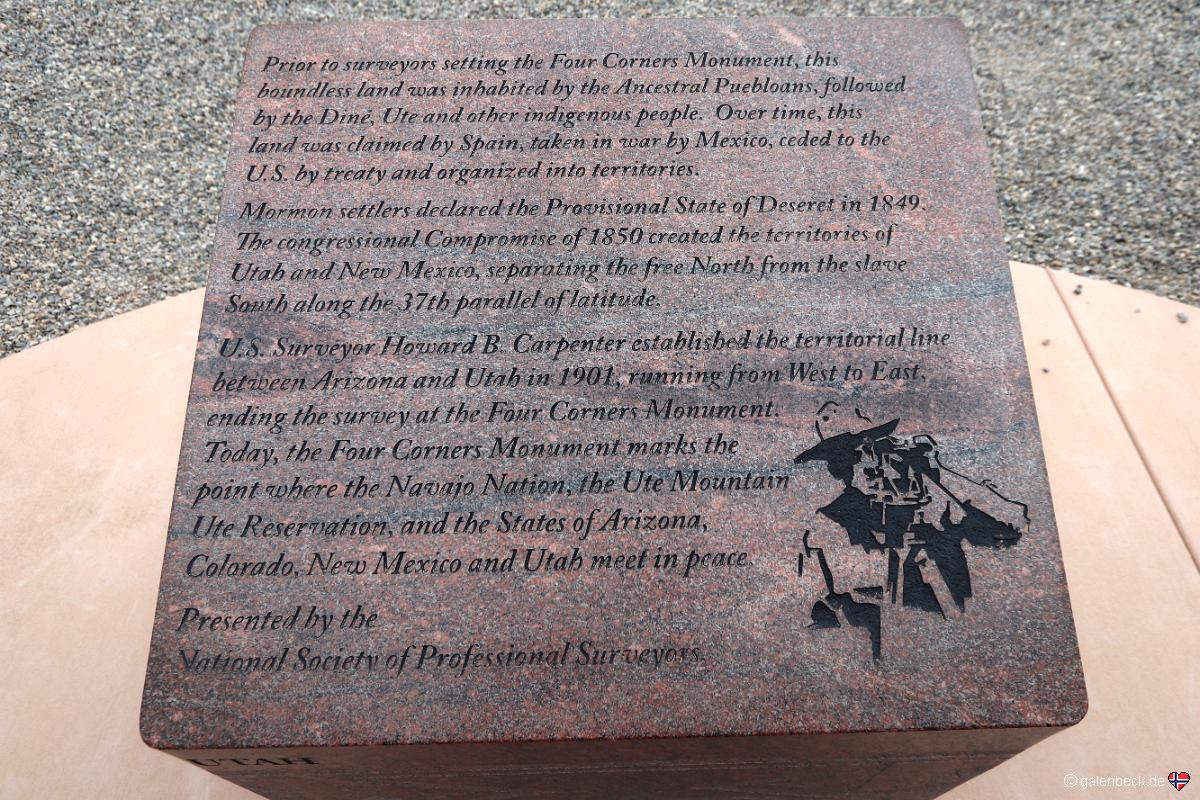 Prior to surveyors setting the Four Corners Monument, this
boundless land was inhabited by the Ancestral Puebloans, followed
by the Diné, Ute and other indigenous people. Over time, this
land was claimed by Spain, taken in war by Mexico, ceded to the
U.S. by treaty and organized into territories.
Mormon settlers declared the Provisional State of Deseret in 1849.
The congressional Compromise of 1850 created the territories of
Utah and New Mexico, separating the free North from the slave
South along the 37th parallel of latitude.
U.S. Surveyor Howard B. Carpenter established the territorial line
between Arizona and Utah in 1901, running from West to East,
ending the survey at the Four Corners Monument.
Today, the Four Corners Monument marks the
point where the Navajo Nation, the Ute Mountain
Ute Reservation, and the States of Arizona,
Colorado, New Mexico and Utah meet in peace.
Presented by the
National Society of Professional Surveyors.
UTAH
© galenbeck.de